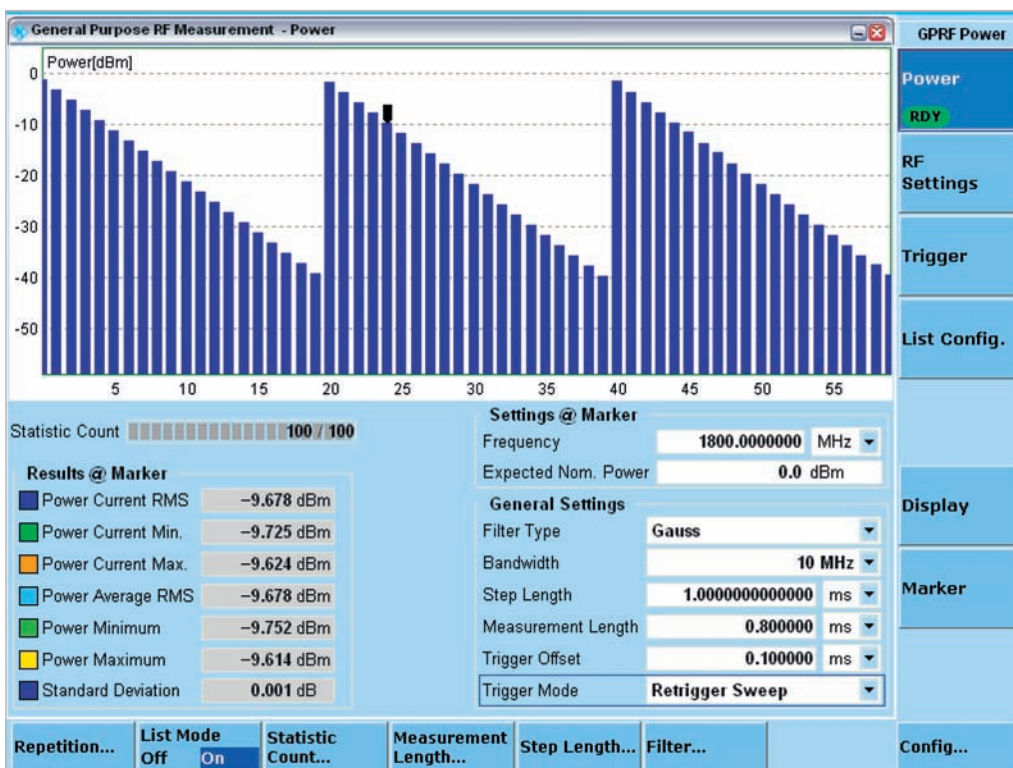 General Purpose RF Measurement - Power
GPRF Power
Power[dBm]
0
-10
-20
-30
-40
-50
5 10 15 20 25 30 35 40 45 50 55
Power
RDY
RF
Settings
Trigger
List Config.
Display
Marker
Statistic Count 100 / 100
Results @ Marker
Power Current RMS -9.678 dBm
Power Current Min. -9.725 dBm
Power Current Max. -9.624 dBm
Power Average RMS -9.678 dBm
Power Minimum -9.752 dBm
Power Maximum -9.614 dBm
Standard Deviation 0.001 dB
Settings @ Marker
Frequency 1800.0000000 MHz
Expected Nom. Power 0.0 dBm
General Settings
Filter Type Gauss
Bandwidth 10 MHz
Step Length 1.0000000000000 ms
Measurement Length 0.800000 ms
Trigger Offset 0.100000 ms
Trigger Mode Retrigger Sweep
Repetition...
List Mode
Off On
Statistic
Count...
Measurement
Length...
Step Length...
Filter...
Config...